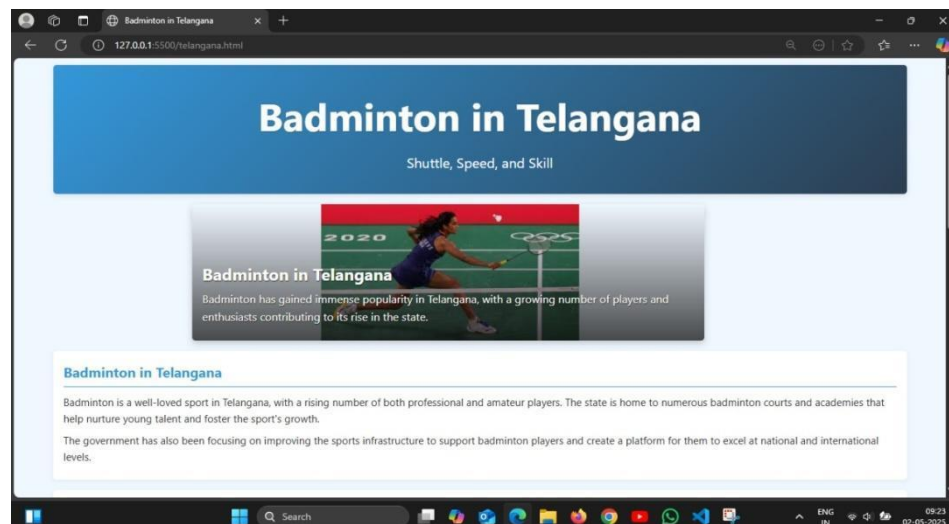 Badminton in Telangana
127.0.0.1:5500/telangana.html
Badminton in Telangana
Shuttle, Speed, and Skill
2020
Badminton in Telangana
Badminton has gained immense popularity in Telangana, with a growing number of players and
enthusiasts contributing to its rise in the state.
Badminton in Telangana
Badminton is a well-loved sport in Telangana, with a rising number of both professional and amateur players. The state is home to numerous badminton courts and academies that
help nurture young talent and foster the sport's growth.
The government has also been focusing on improving the sports infrastructure to support badminton players and create a platform for them to excel at national and international
levels.
Search
ENG
IN
09:23
02-05-2025